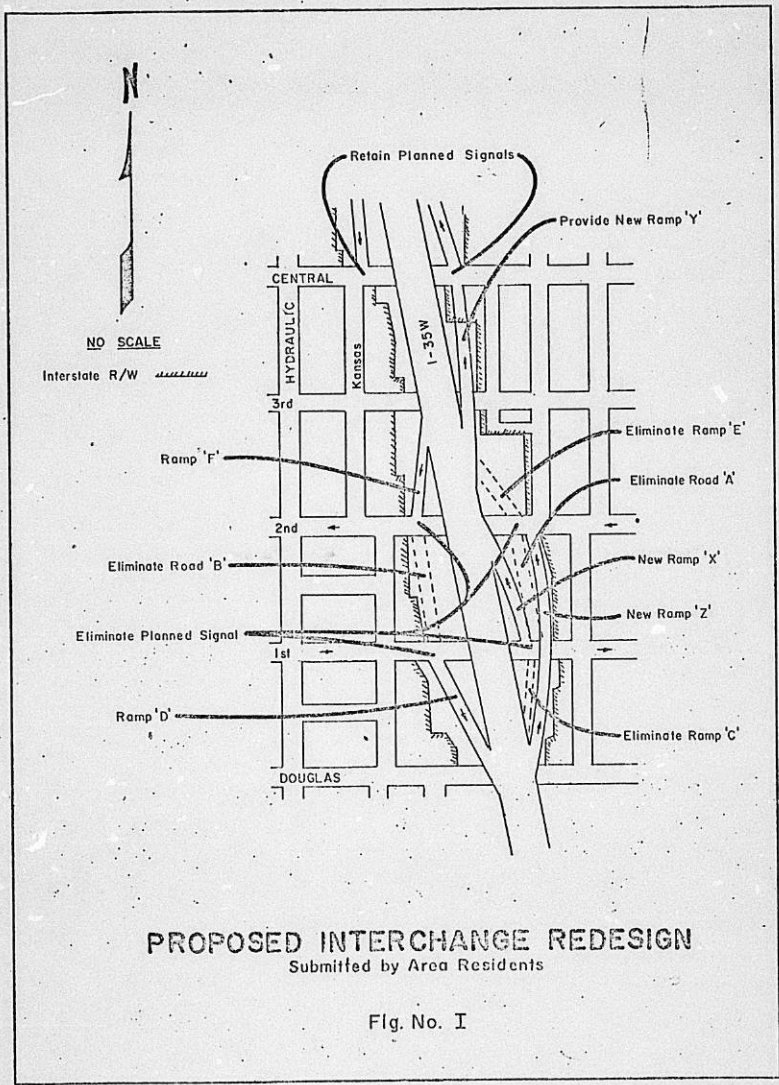 N
NO SCALE
Interstate R/W
Retain Planned Signals
Provide New Ramp 'Y'
CENTRAL
HYDRAULIC
Kansas
I-35W
3rd
Eliminate Ramp 'E'
Ramp 'F'
Eliminate Road 'A'
2nd
Eliminate Road 'B'
New Ramp 'X'
New Ramp 'Z'
Eliminate Planned Signal
1st
Ramp 'D'
Eliminate Ramp 'C'
DOUGLAS
PROPOSED INTERCHANGE REDESIGN
Submitted by Area Residents
Fig. No. I